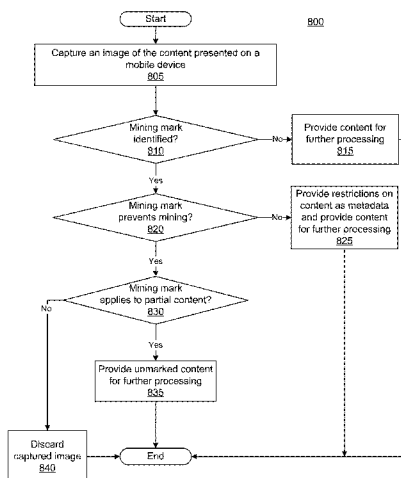 Start
800
Capture an image of the content presented on a
mobile device
805
Mining mark
identified?
810
No
Provide content for
further processing
815
Yes
Mining mark
prevents mining?
820
No
Provide restrictions on
content as metadata
and provide content
for further processing
825
Yes
Mining mark
applies to partial content?
830
No
Yes
Provide unmarked content
for further processing
835
Discard
captured image
840
End